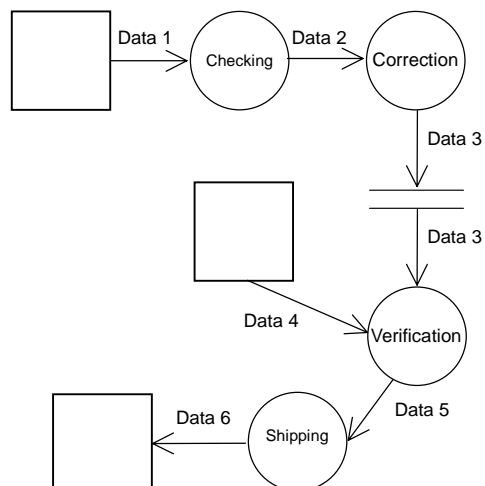 Data 1
Checking
Data 2
Correction
Data 3
Data 3
Data 4
Verification
Data 5
Shipping
Data 6